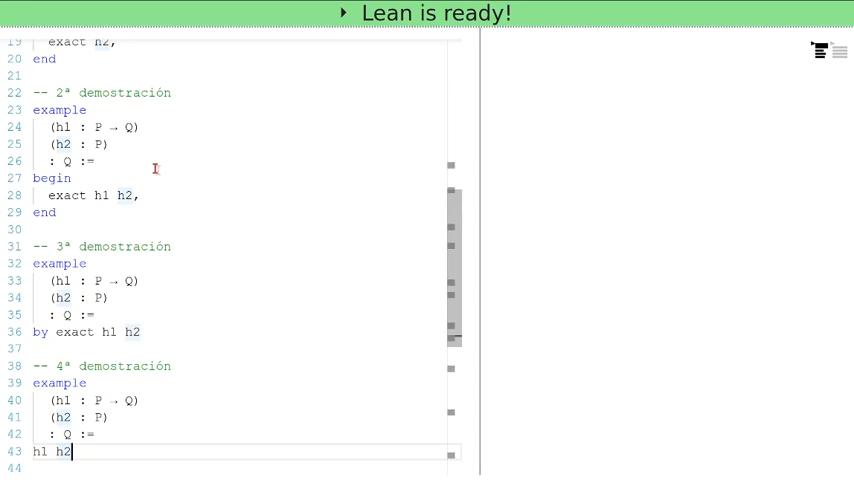 Lean is ready!
19 exact h2,
20 end
21
22 -- 2ª demostración
23 example
24 (h1 : P → Q)
25 (h2 : P)
26 : Q :=
27 begin
28 exact h1 h2,
29 end
30
31 -- 3ª demostración
32 example
33 (h1 : P → Q)
34 (h2 : P)
35 : Q :=
36 by exact h1 h2
37
38 -- 4ª demostración
39 example
40 (h1 : P → Q)
41 (h2 : P)
42 : Q :=
43 h1 h2
44